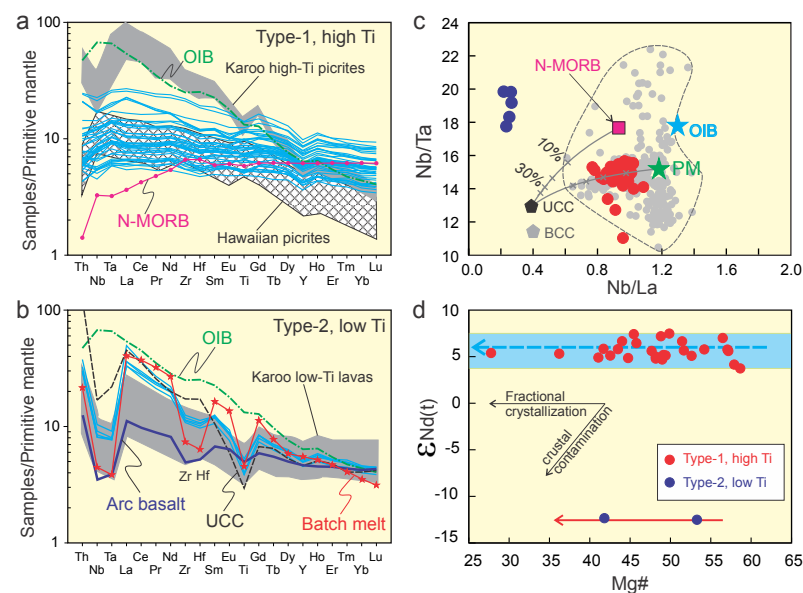 a
Type-1, high Ti
OIB
Karoo high-Ti picrites
N-MORB
Hawaiian picrites
Samples/Primitive mantle
100
10
1
Th Ta Ce Nd Hf Eu Gd Dy Ho Tm Lu
Nb La Pr Zr Sm Ti Tb Y Er Yb
b
Type-2, low Ti
OIB
Karoo low-Ti lavas
Zr Hf
Arc basalt
UCC
Batch melt
Samples/Primitive mantle
100
10
1
Th Ta Ce Nd Hf Eu Gd Dy Ho Tm Lu
Nb La Pr Zr Sm Ti Tb Y Er Yb
c
N-MORB
OIB
PM
10%
30%
UCC
BCC
Nb/Ta
24
22
20
18
16
14
12
10
0.0 0.4 0.8 1.2 1.6 2.0
Nb/La
d
Fractional
crystallization
crustal
contamination
Type-1, high Ti
Type-2, low Ti
εNd(t)
10
5
0
-5
-10
-15
25 30 35 40 45 50 55 60 65
Mg#